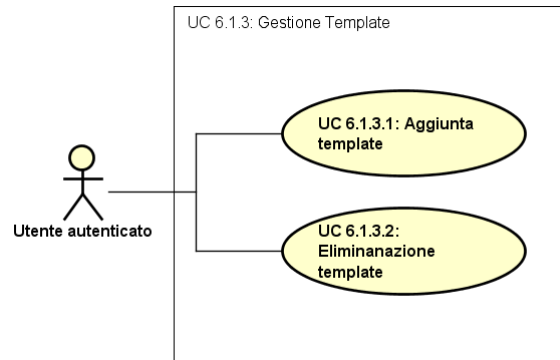 UC 6.1.3: Gestione Template
UC 6.1.3.1: Aggiunta
template
Utente autenticato
UC 6.1.3.2:
Eliminanazione
template